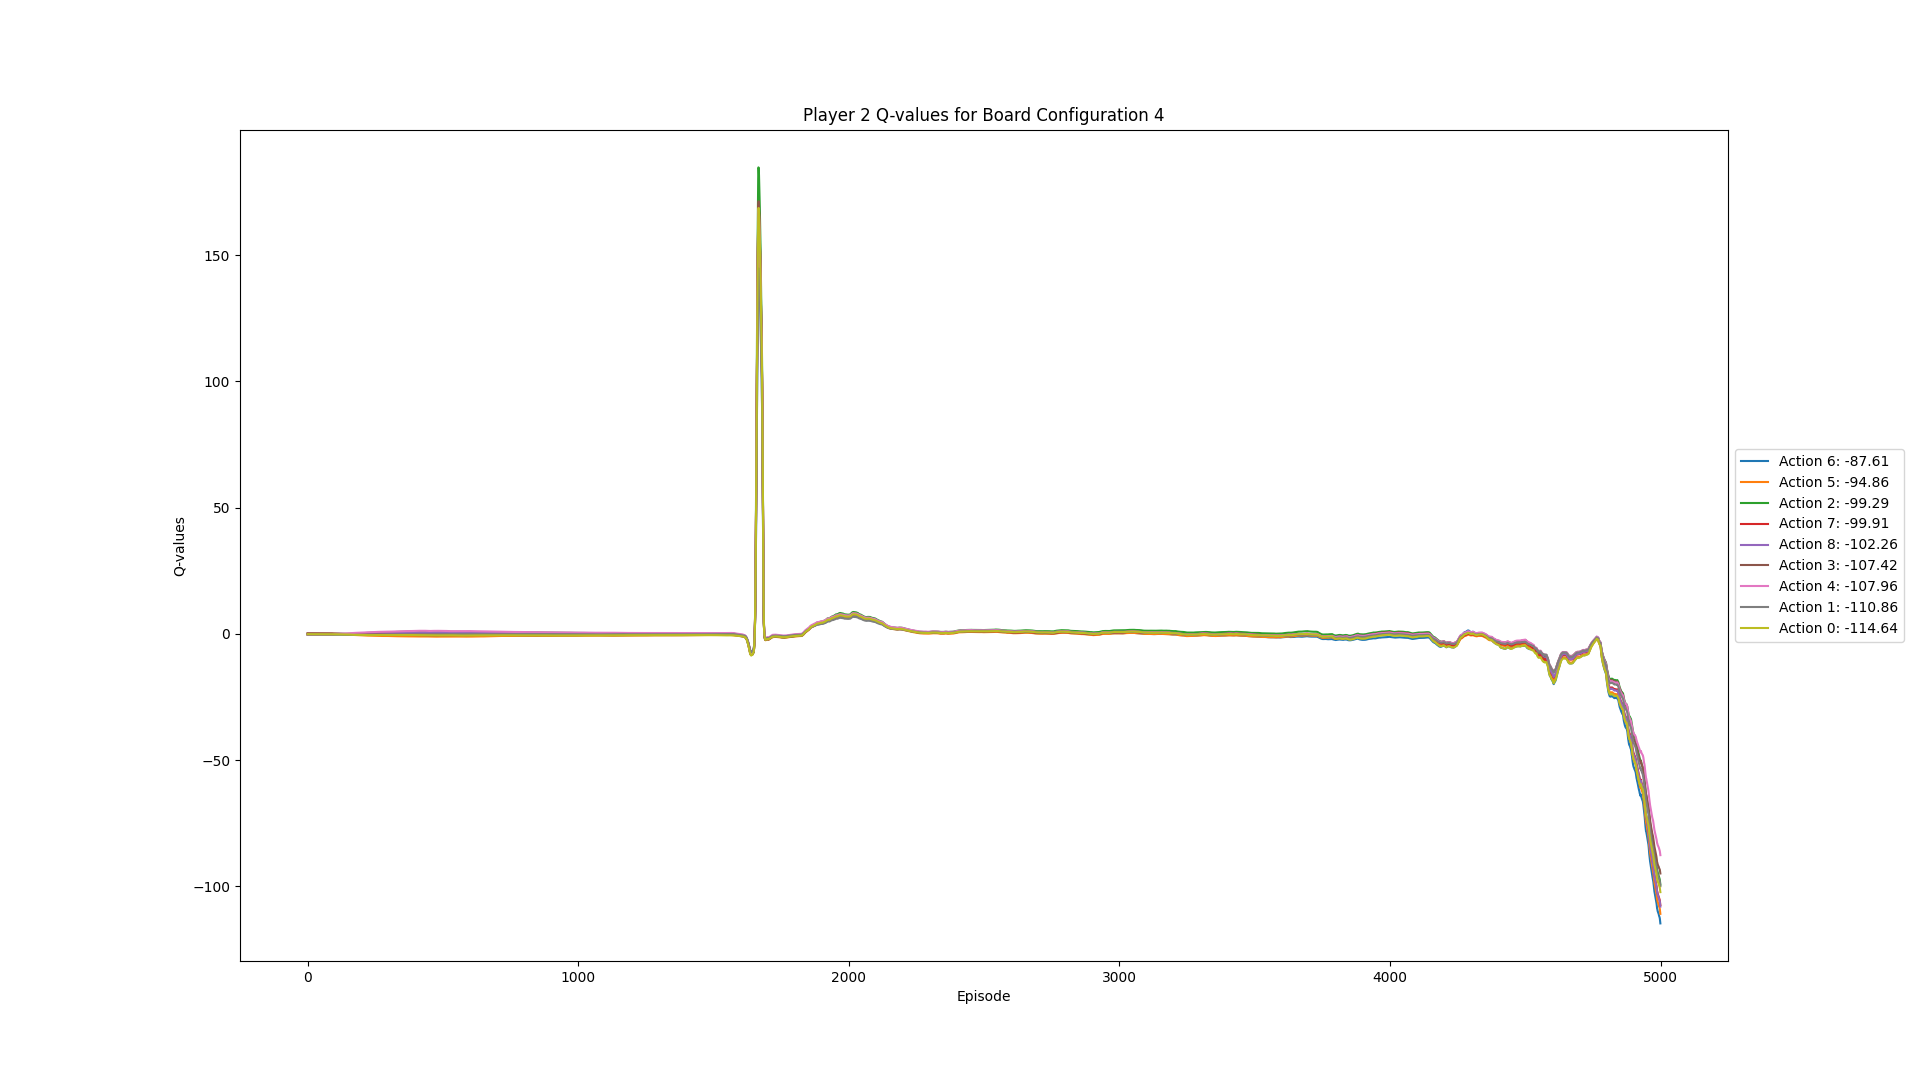 Player 2 Q-values for Board Configuration 4
150
100
50
0
−50
−100
Q-values
0
1000
2000
3000
4000
5000
Episode
Action 6: -87.61
Action 5: -94.86
Action 2: -99.29
Action 7: -99.91
Action 8: -102.26
Action 3: -107.42
Action 4: -107.96
Action 1: -110.86
Action 0: -114.64